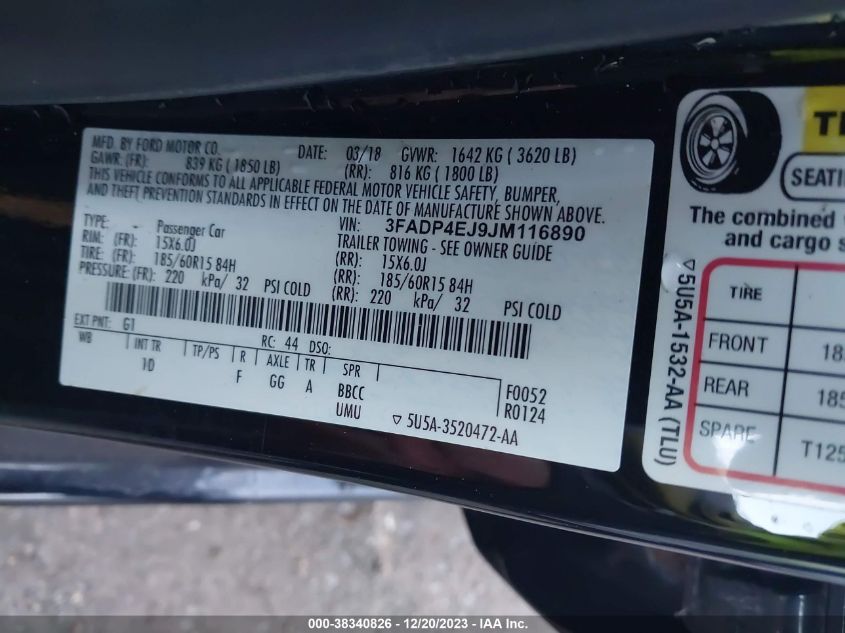 MFD. BY FORD MOTOR CO.
DATE: 03/18 GVWR: 1642 KG ( 3620 LB)
GAWR: (FR): 839 KG ( 1850 LB) (RR): 816 KG ( 1800 LB)
THIS VEHICLE CONFORMS TO ALL APPLICABLE FEDERAL MOTOR VEHICLE SAFETY, BUMPER,
AND THEFT PREVENTION STANDARDS IN EFFECT ON THE DATE OF MANUFACTURE SHOWN ABOVE.
VIN: 3FADP4EJ9JM116890
TYPE: Passenger Car TRAILER TOWING - SEE OWNER GUIDE
RIM: (FR): 15X6.0J (RR): 15X6.0J
TIRE: (FR): 185/60R15 84H (RR): 185/60R15 84H
PRESSURE: (FR): 220 kPa/ 32 PSI COLD (RR): 220 kPa/ 32 PSI COLD
EXT PNT: G1 RC: 44 DSO:
WB INT TR TP/PS R AXLE TR SPR
10 F GG A BBCC F0052
UMU R0124
5U5A-3520472-AA
SEATI
The combined
and cargo
5U5A-1532-AA (TLU)
TIRE
FRONT 18
REAR 185
SPARE T125
000-38340826 - 12/20/2023 - IAA Inc.